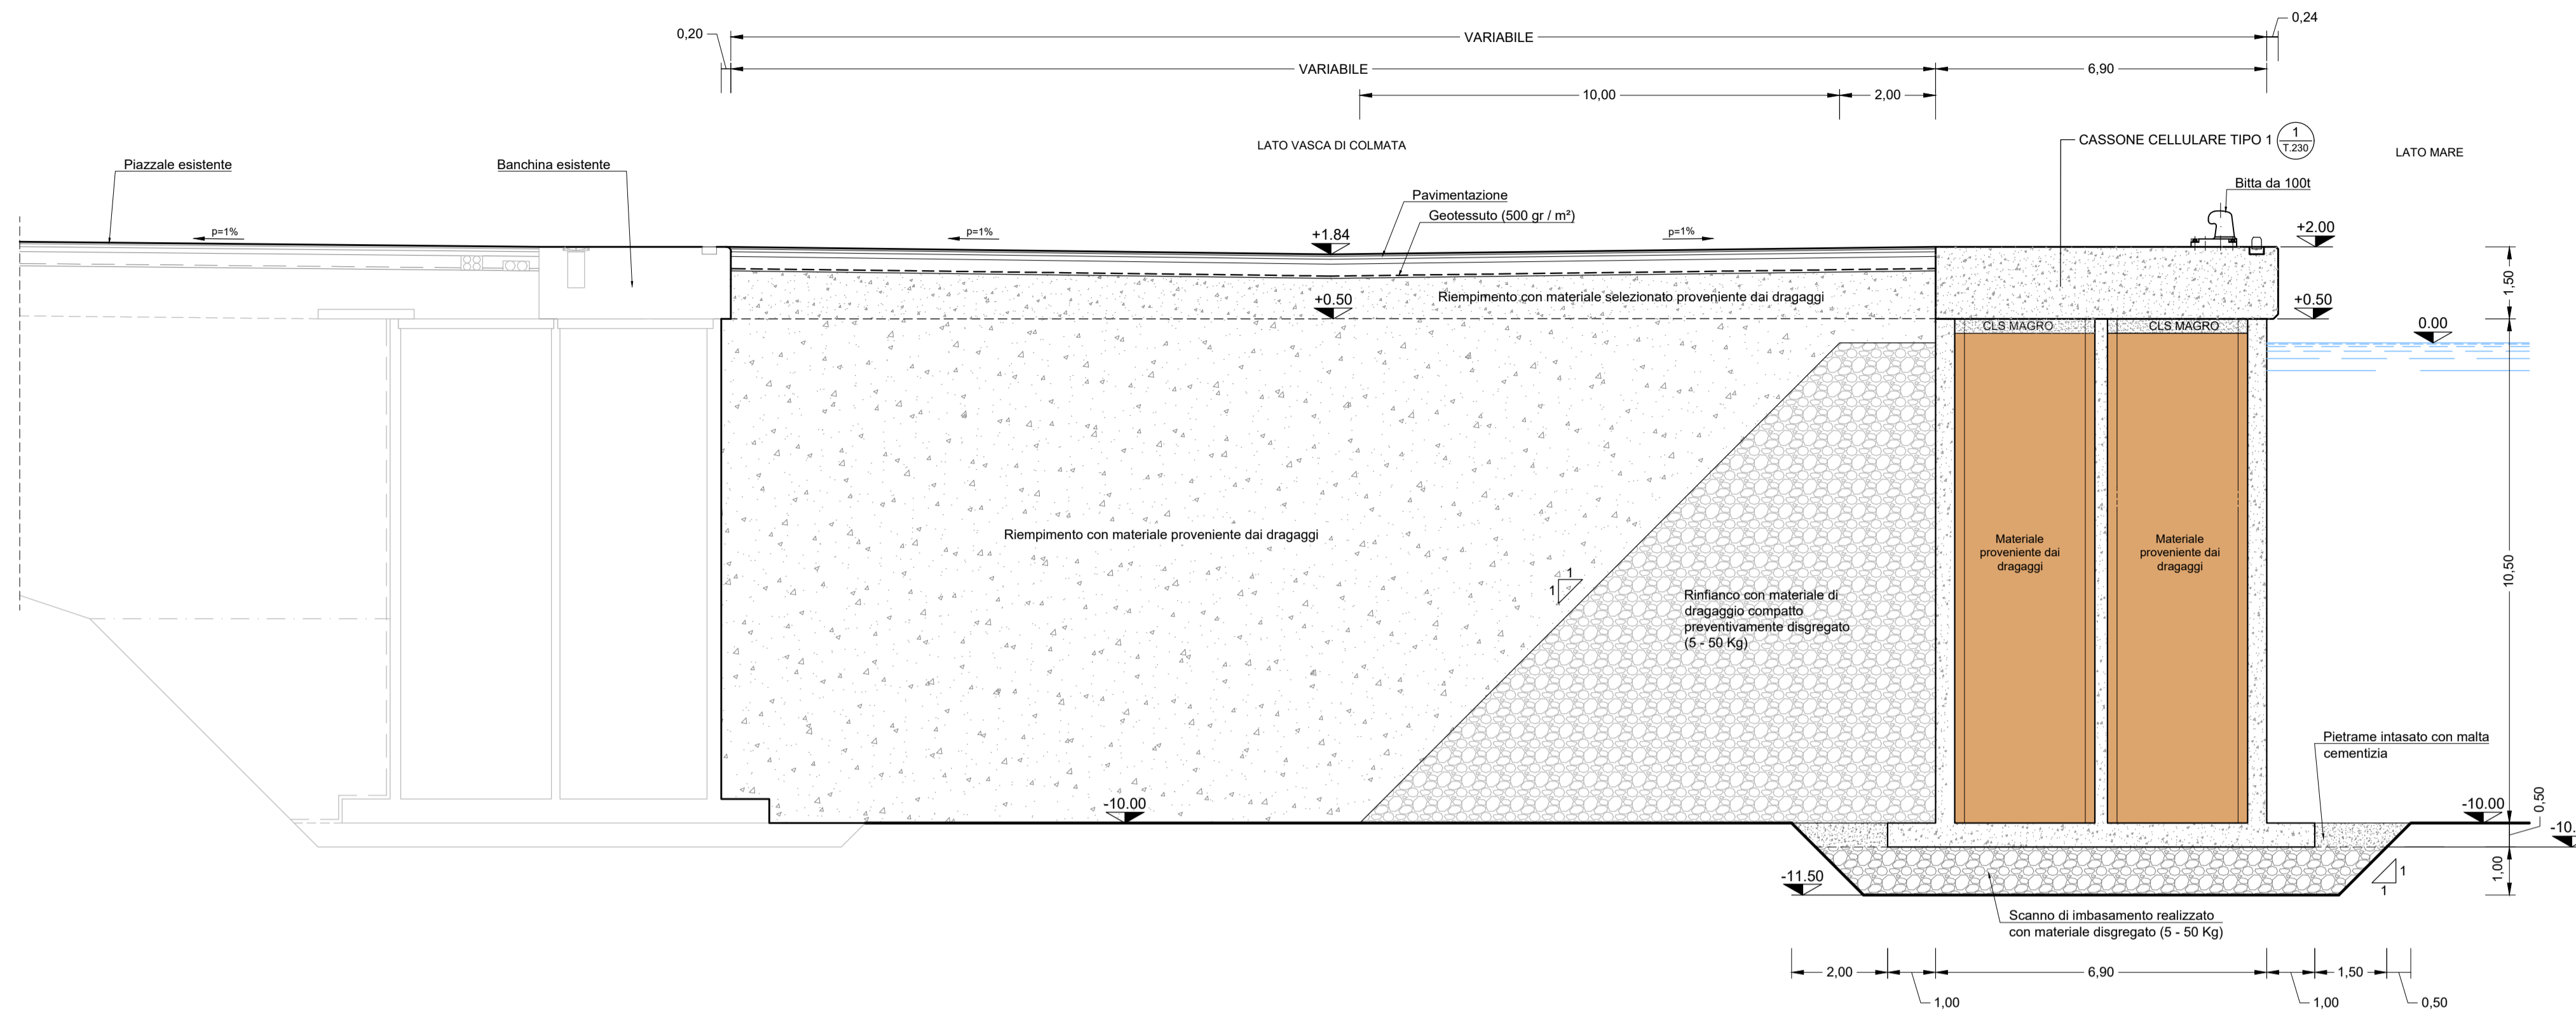 0,24
0,20
VARIABILE
VARIABILE
6,90
10,00
2,00
LATO VASCA DI COLMATA
CASSONE CELLULARE TIPO 1
1
T.230
LATO MARE
Piazzale esistente
Banchina esistente
Bitta da 100t
Pavimentazione
Geotessuto (500 gr / m²)
p=1%
p=1%
+1.84
p=1%
+2.00
+0.50
Riempimento con materiale selezionato proveniente dai dragaggi
1,50
+0.50
0.00
CLS MAGRO
CLS MAGRO
Riempimento con materiale proveniente dai dragaggi
Materiale
proveniente dai
dragaggi
Materiale
proveniente dai
dragaggi
10,50
1
1
Rinfianco con materiale di
dragaggio compatto
preventivamente disgregato
(5 - 50 Kg)
Pietrame intasato con malta
cementizia
-10.00
-10.00
0,50
-10.
-11.50
1,00
1
1
Scanno di imbasamento realizzato
con materiale disgregato (5 - 50 Kg)
2,00
6,90
1,50
1,00
1,00
0,50